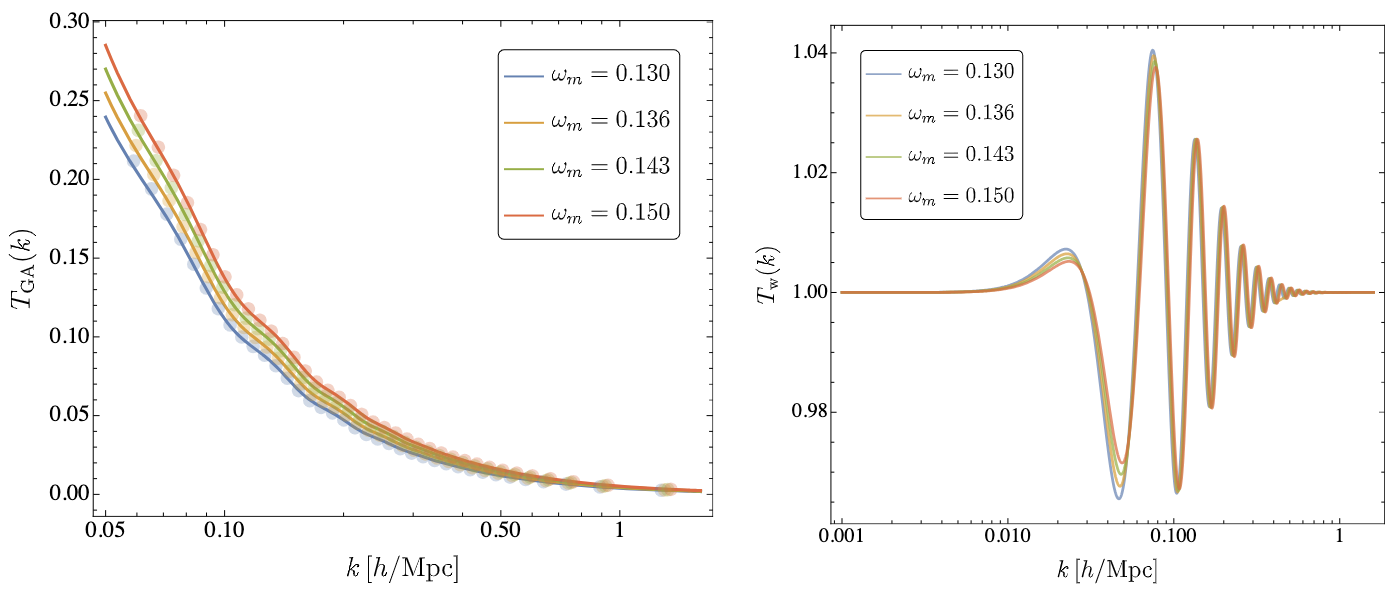 0.30
0.25
0.20
0.15
0.10
0.05
0.00
T_GA(k)
ω_m = 0.130
ω_m = 0.136
ω_m = 0.143
ω_m = 0.150
0.05 0.10 0.50 1
k [h/Mpc]
1.04
1.02
1.00
0.98
T_w(k)
ω_m = 0.130
ω_m = 0.136
ω_m = 0.143
ω_m = 0.150
0.001 0.010 0.100 1
k [h/Mpc]